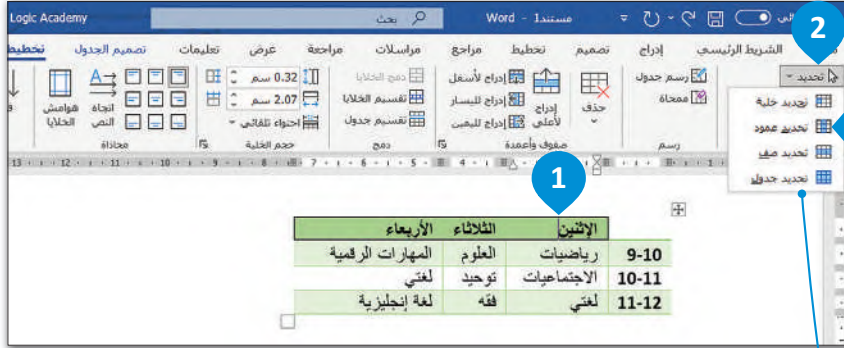 Logic Academy
بحث
مستند1 - Word
الشريط الرئيسي إدراج تصميم تخطيط مراجع مراسلات مراجعة عرض تعليمات تصميم الجدول تخطيط
2
تحديد
تحديد خلية
تحديد عمود
تحديد صف
تحديد جدول
رسم جدول
ممحاة
رسم
حذف
إدراج لأعلى
إدراج لأسفل
إدراج لليسار
إدراج لليمين
صفوف وأعمدة
دمج الخلايا
تقسيم الخلايا
تقسيم جدول
دمج
0.32 سم
2.07 سم
احتواء تلقائي
حجم الخلية
اتجاه النص
هوامش الخلايا
محاذاة
1
الإثنين الثلاثاء الأربعاء
9-10 رياضيات العلوم المهارات الرقمية
10-11 الاجتماعيات توحيد لغتي
11-12 لغتي فقه لغة إنجليزية